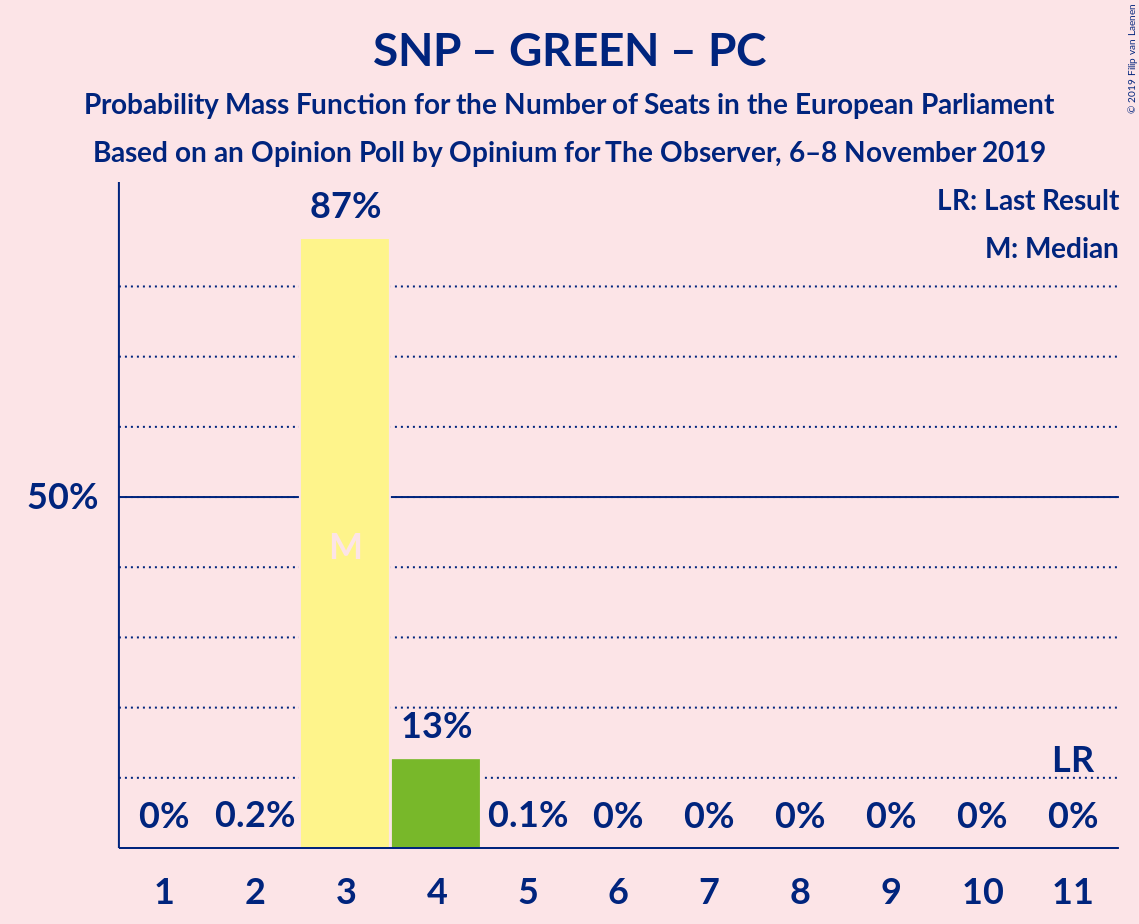 SNP – GREEN – PC
Probability Mass Function for the Number of Seats in the European Parliament
Based on an Opinion Poll by Opinium for The Observer, 6–8 November 2019
© 2019 Filip van Laenen
LR: Last Result
M: Median
87%
50%
M
13%
LR
0% 0.2% 0.1% 0% 0% 0% 0% 0% 0%
1 2 3 4 5 6 7 8 9 10 11